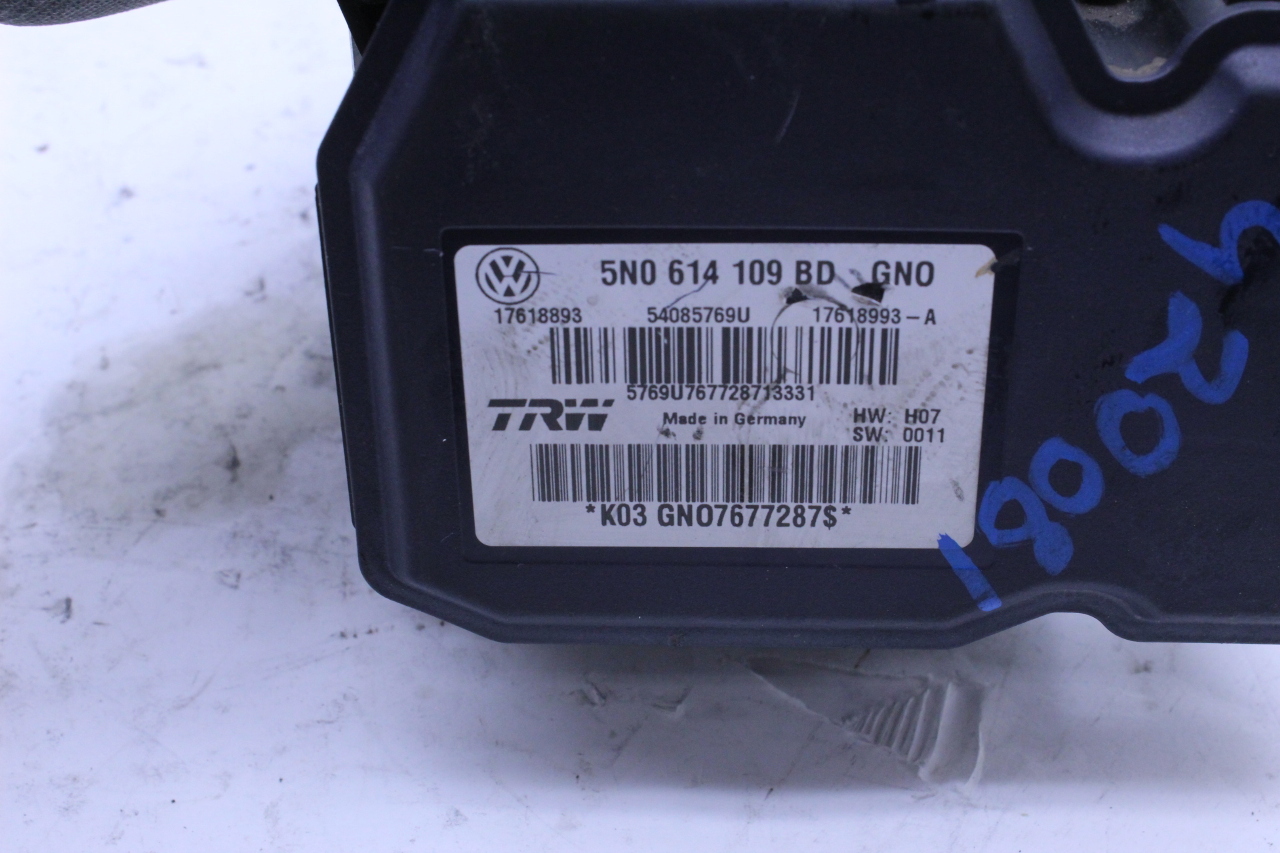 5N0 614 109 BD GNO
17618893 54085769U 17618993-A
5769U767728713331
TRW Made in Germany HW: H07
SW: 0011
*K03 GNO7677287$*